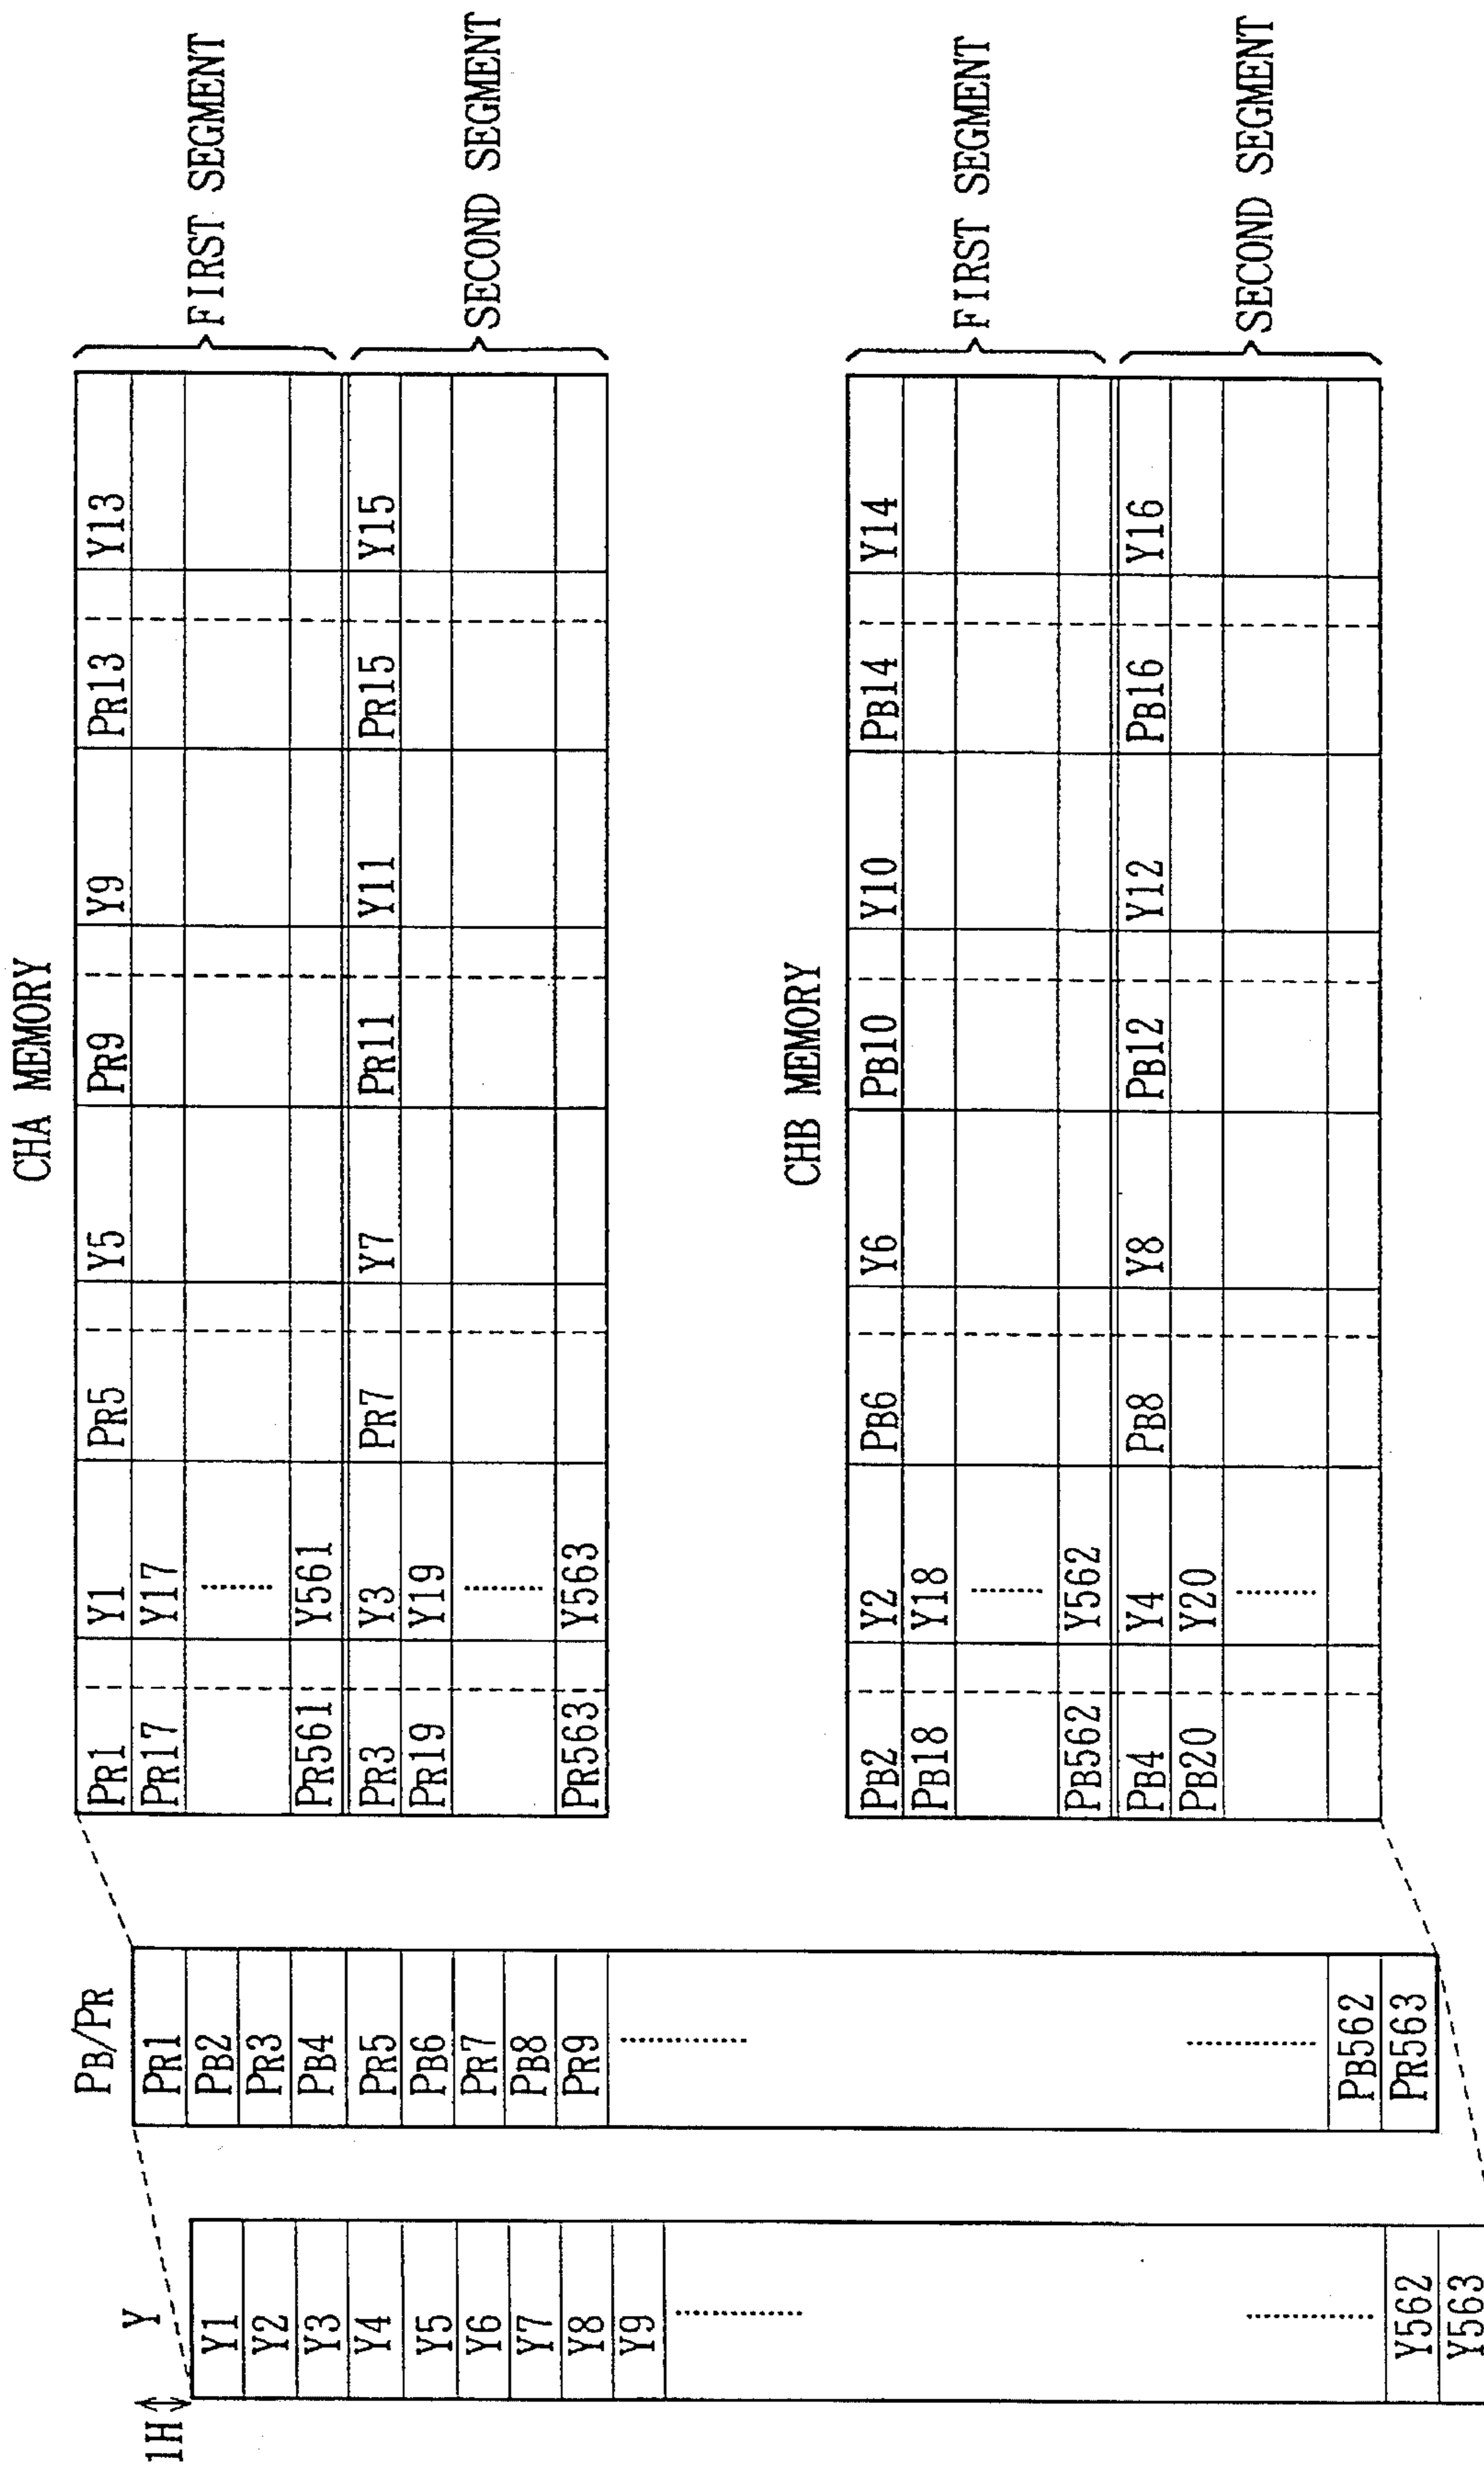 CHA MEMORY
CHB MEMORY
1H
Y
PB/PR
Y1
Y2
Y3
Y4
Y5
Y6
Y7
Y8
Y9
Y562
Y563
PR1
PB2
PR3
PB4
PR5
PB6
PR7
PB8
PR9
PB562
PR563
PR1 Y1 PR5 Y5 PR9 Y9 PR13 Y13
PR17 Y17
PR561 Y561
FIRST SEGMENT
PR3 Y3 PR7 Y7 PR11 Y11 PR15 Y15
PR19 Y19
PR563 Y563
SECOND SEGMENT
PB2 Y2 PB6 Y6 PB10 Y10 PB14 Y14
PB18 Y18
PB562 Y562
FIRST SEGMENT
PB4 Y4 PB8 Y8 PB12 Y12 PB16 Y16
PB20 Y20
SECOND SEGMENT